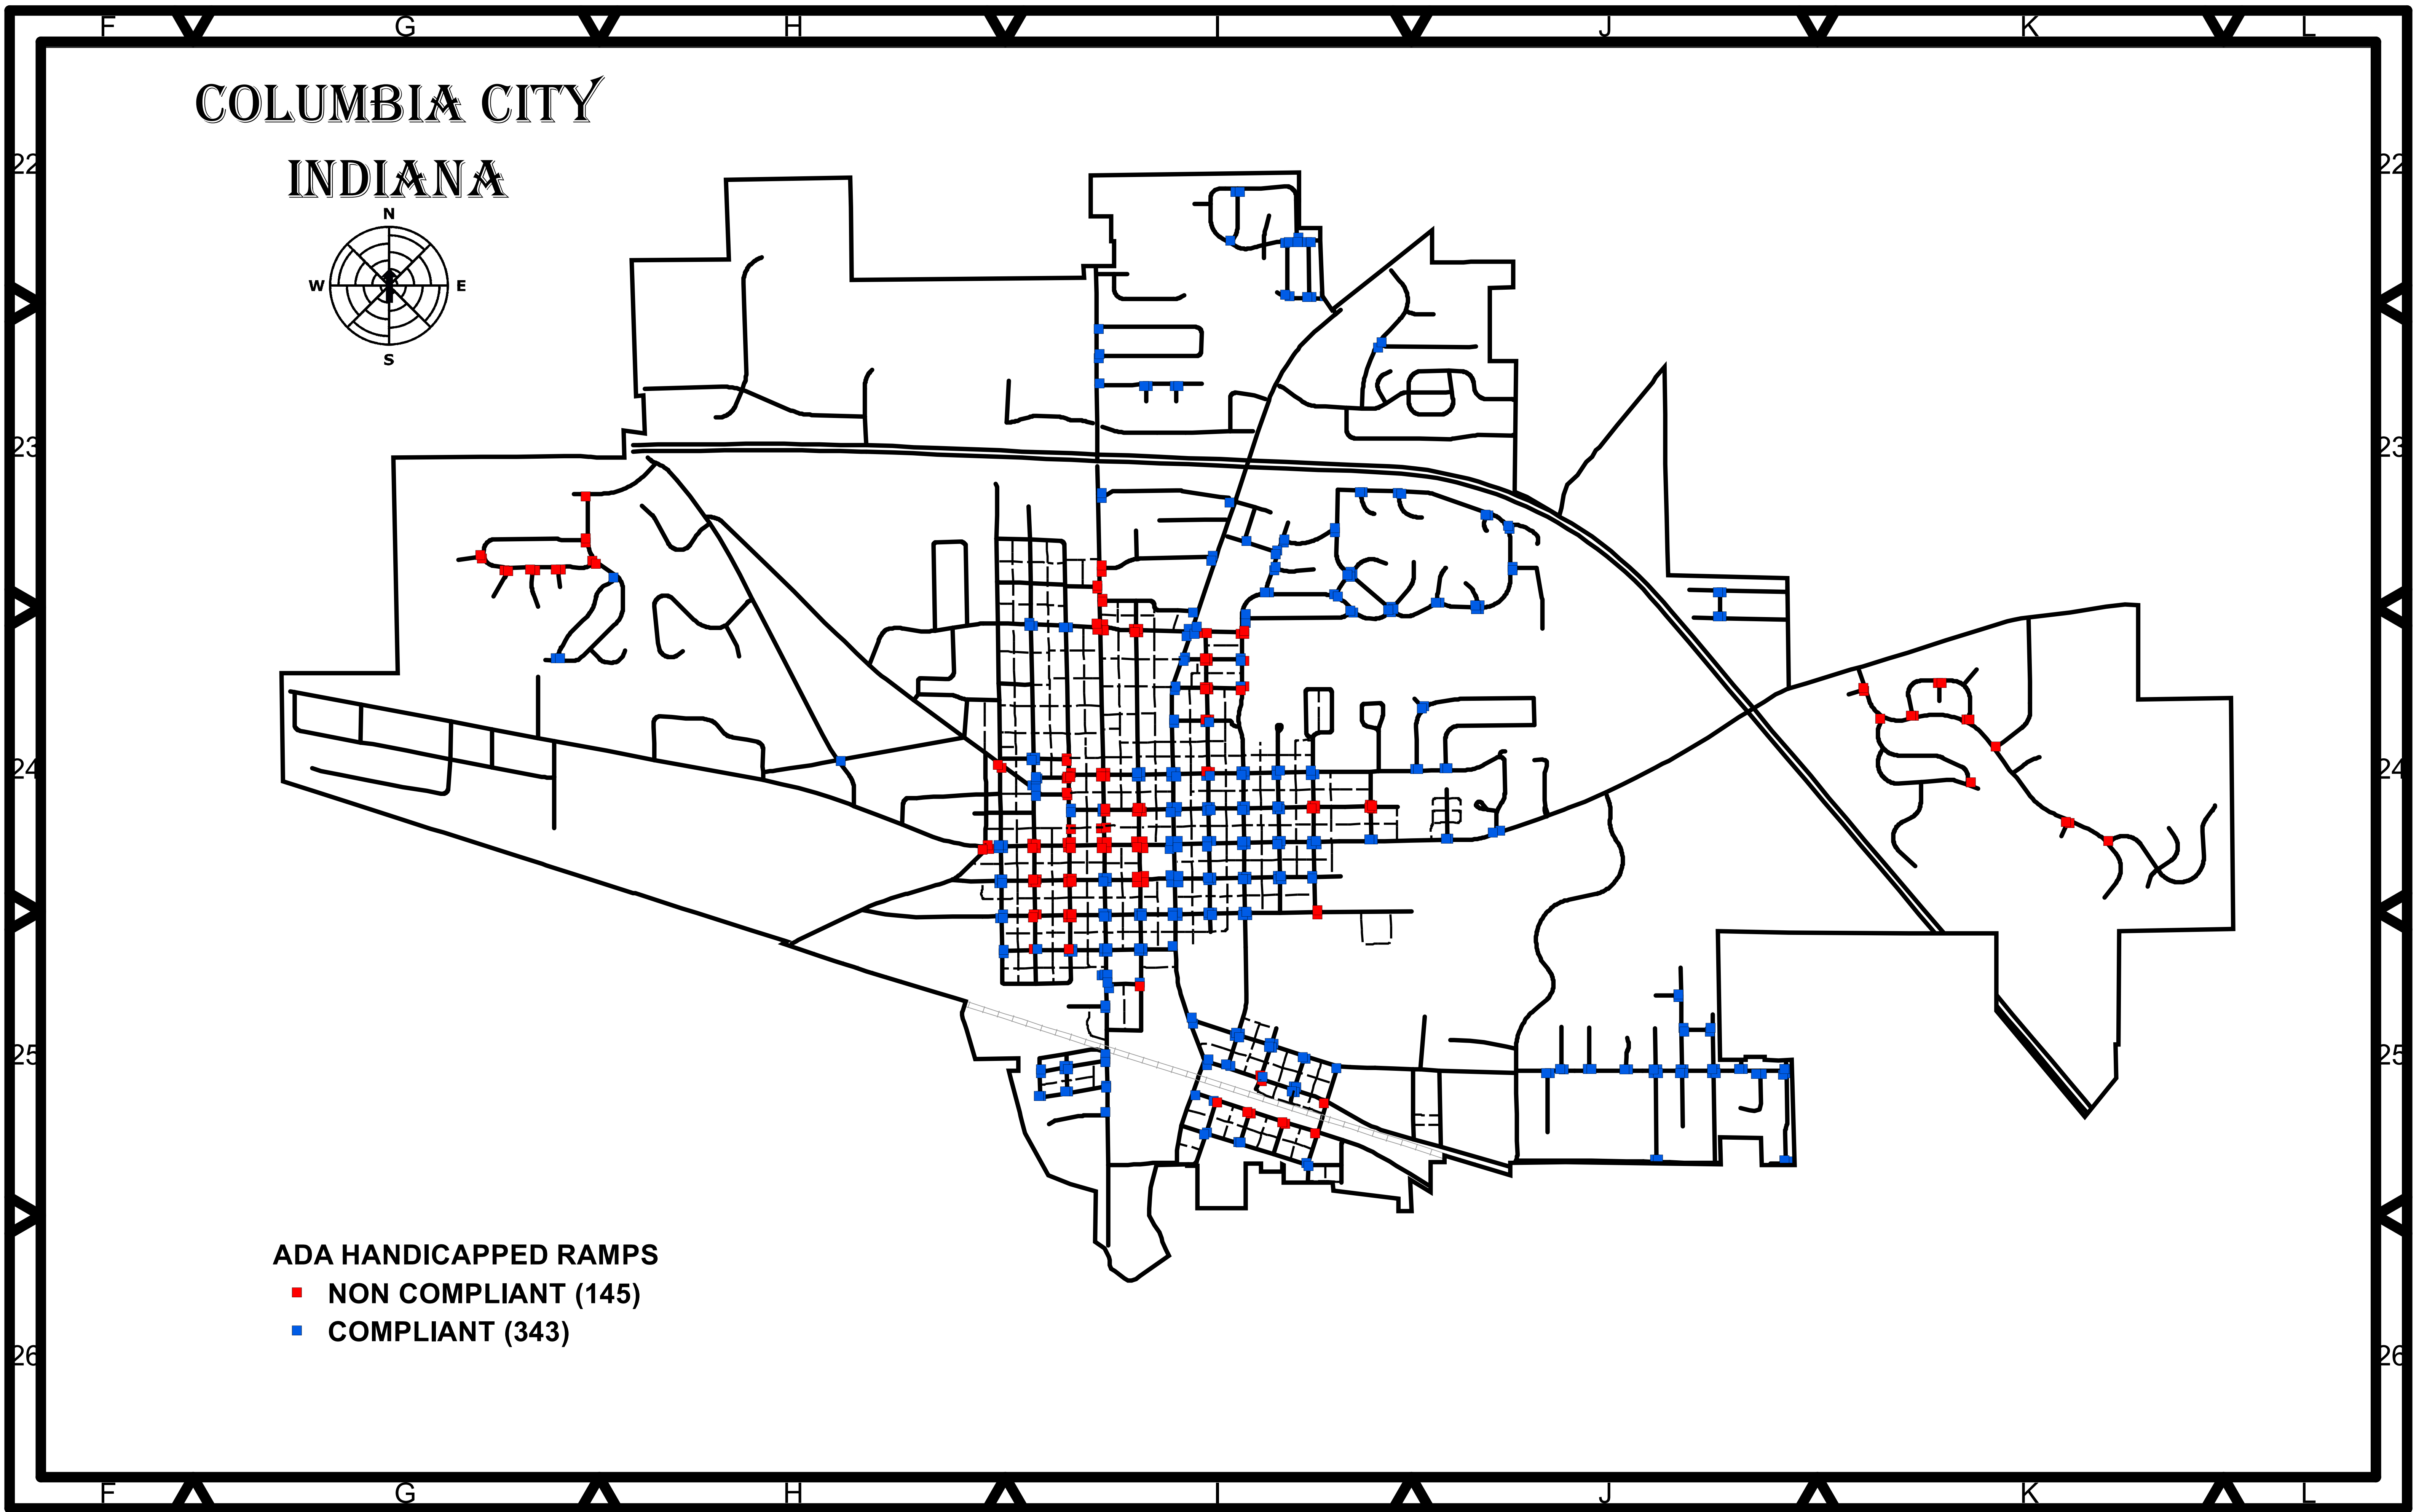 F G H I J K L
COLUMBIA CITY
INDIANA
N
W E
S
22 22
23 23
24 24
25 25
ADA HANDICAPPED RAMPS
NON COMPLIANT (145)
COMPLIANT (343)
26 26
F G H I J K L